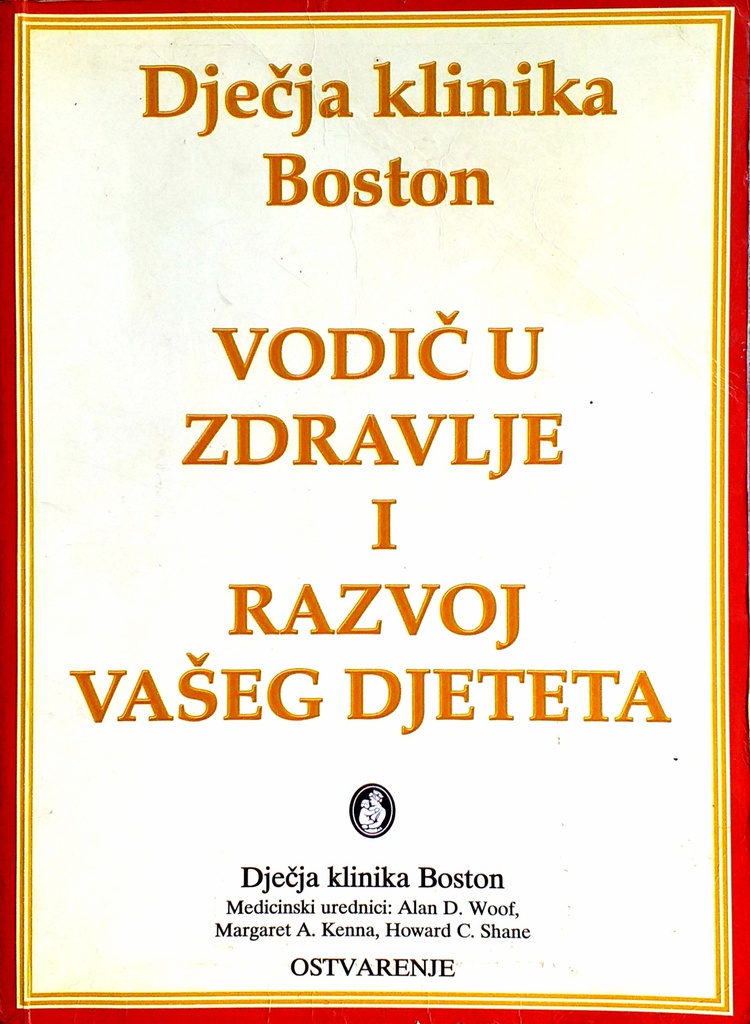 Dječja klinika
Boston
VODIČ U
ZDRAVLJE
I
RAZVOJ
VAŠEG DJETETA
Dječja klinika Boston
Medicinski urednici: Alan D. Woof,
Margaret A. Kenna, Howard C. Shane
OSTVARENJE